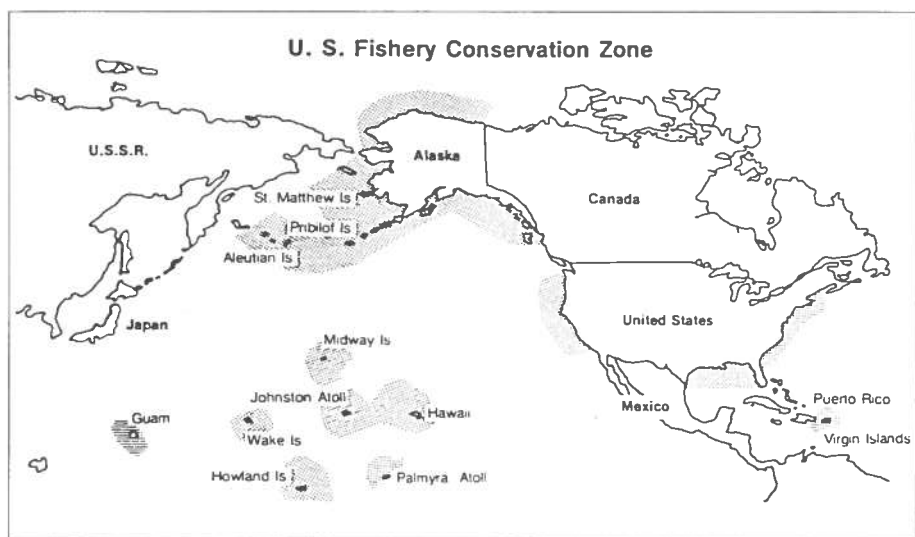 U. S. Fishery Conservation Zone
U.S.S.R.
Alaska
St. Matthew Is
Canada
Pribilof Is
Aleutian Is
Japan
United States
Midway Is
Johnston Atoll
Hawaii
Mexico
Puerto Rico
Guam
Wake Is
Virgin Islands
Howland Is
Palmyra Atoll